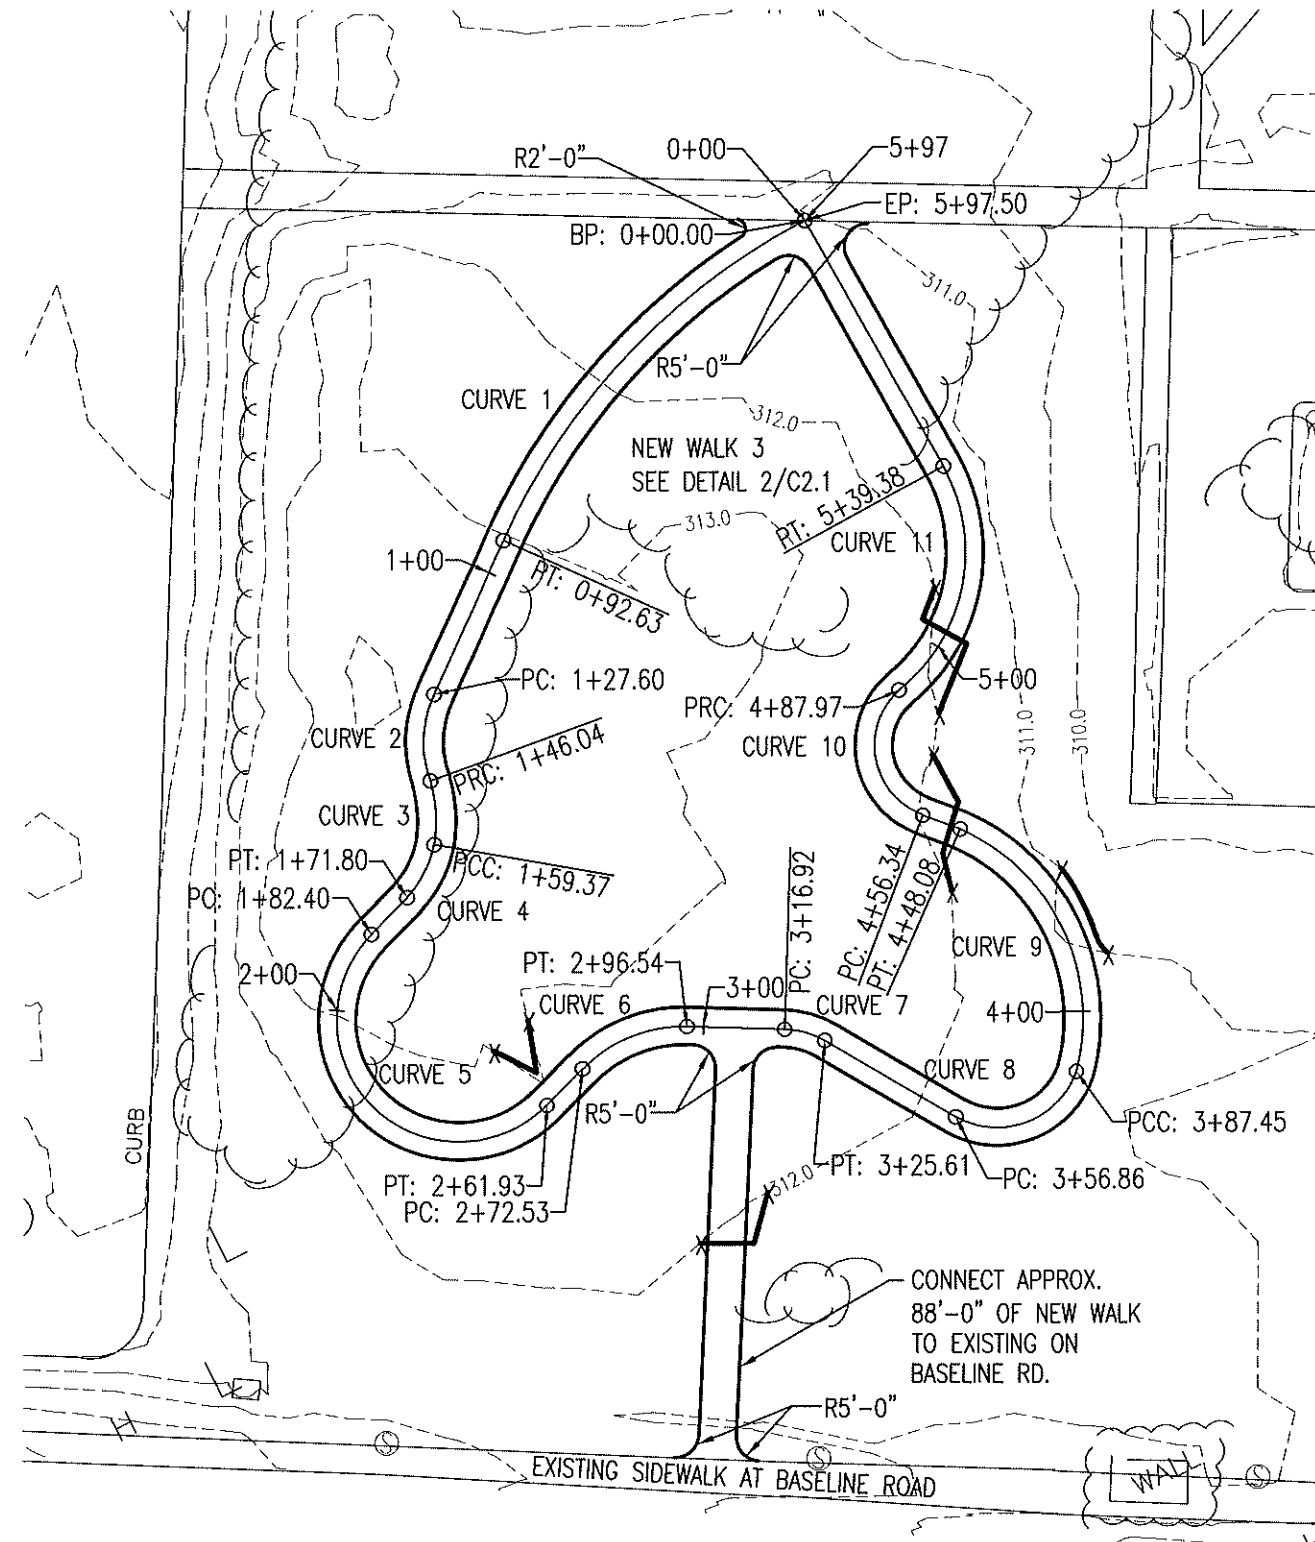 R2'-0"
0+00
5+97
EP: 5+97.50
BP: 0+00.00
311.0
R5'-0"
CURVE 1
312.0
NEW WALK 3
SEE DETAIL 2/C2.1
PT: 5+39.38
313.0
CURVE 11
1+00
PT: 0+92.63
PC: 1+27.60
5+00
PRC: 4+87.97
CURVE 2
PRC: 1+46.04
CURVE 10
311.0
310.0
CURVE 3
PT: 1+71.80
PCC: 1+59.37
PC: 1+82.40
CURVE 4
PC: 3+16.92
PC: 4+56.34
PT: 4+48.08
CURVE 9
2+00
PT: 2+96.54
3+00
CURVE 6
CURVE 7
4+00
CURVE 5
CURVE 8
R5'-0"
CURB
PCC: 3+87.45
PT: 3+25.61
PC: 3+56.86
312.0
PT: 2+61.93
PC: 2+72.53
CONNECT APPROX.
88'-0" OF NEW WALK
TO EXISTING ON
BASELINE RD.
R5'-0"
H
S
S
S
EXISTING SIDEWALK AT BASELINE ROAD
WALL